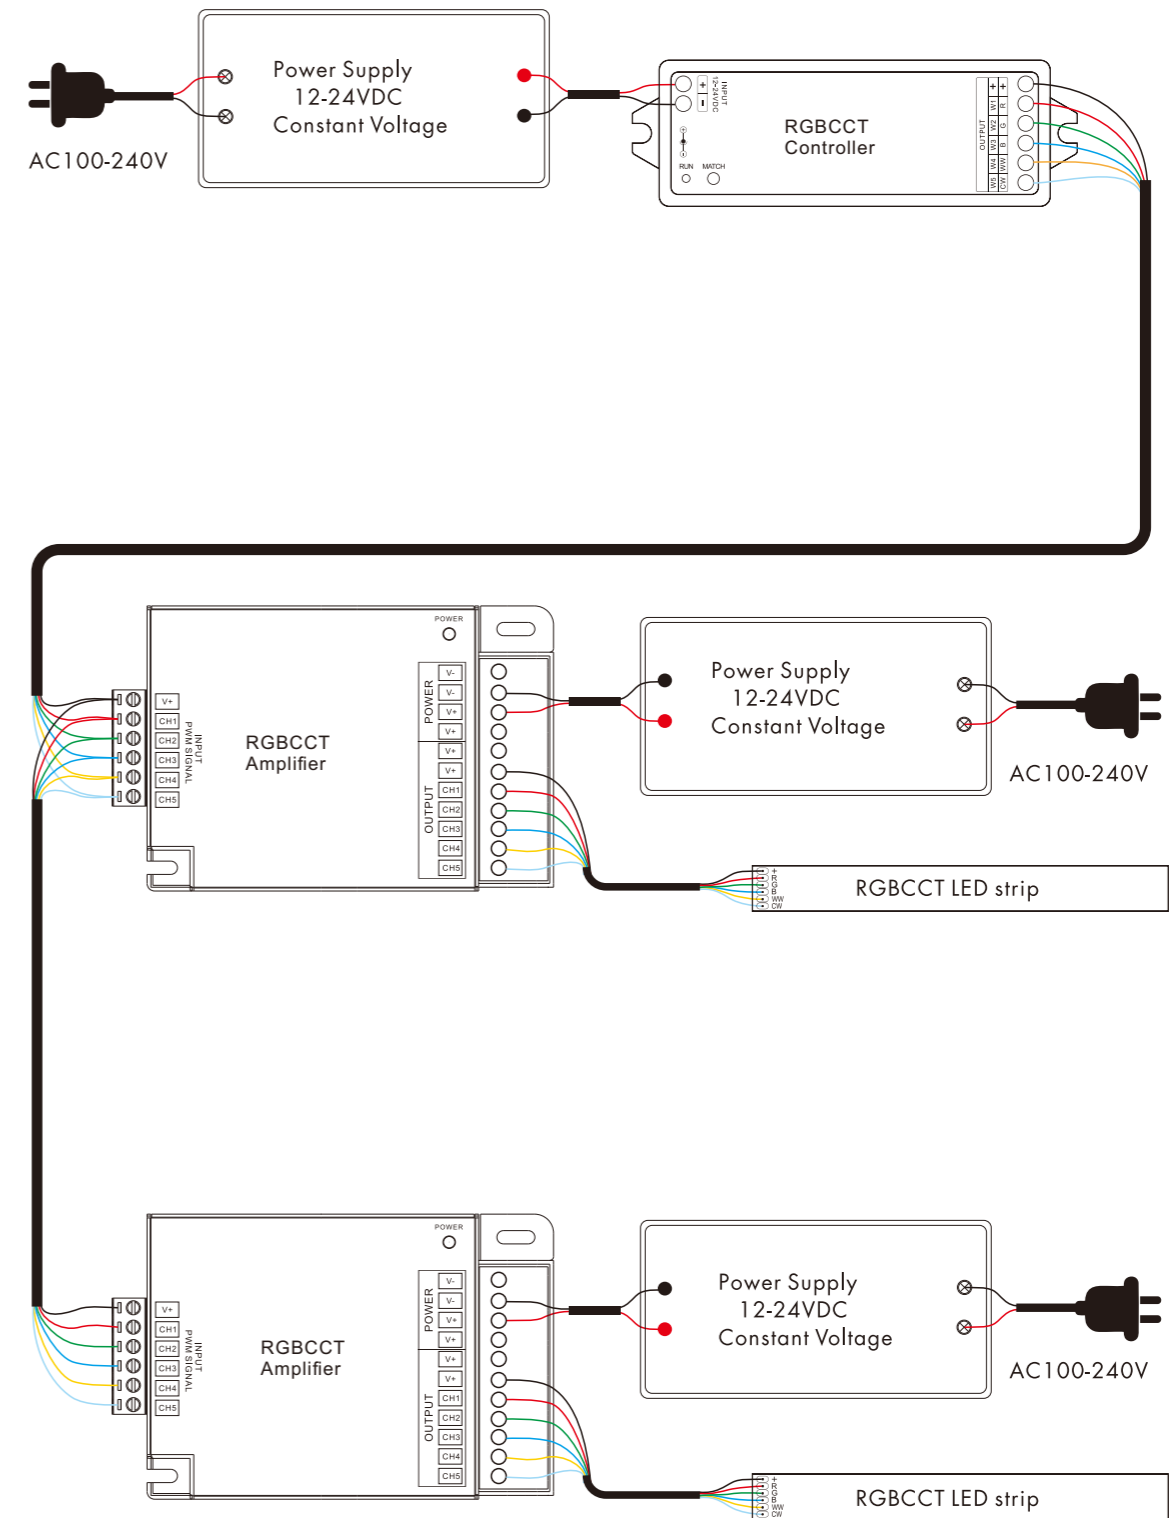 Power Supply
12-24VDC
Constant Voltage
AC100-240V
+
-
INPUT
12-24VDC
RGBCCT
Controller
RUN
MATCH
OUTPUT
+ +
W1 R
W2 G
W3 B
W4 WW
W5 CW
POWER
V+
CH1
CH2
CH3
CH4
CH5
INPUT
PWM SIGNAL
RGBCCT
Amplifier
POWER
V-
V-
V+
V+
OUTPUT
V+
V+
CH1
CH2
CH3
CH4
CH5
Power Supply
12-24VDC
Constant Voltage
AC100-240V
+
R
G
B
WW
CW
RGBCCT LED strip
POWER
V+
CH1
CH2
CH3
CH4
CH5
INPUT
PWM SIGNAL
RGBCCT
Amplifier
POWER
V-
V-
V+
V+
OUTPUT
V+
V+
CH1
CH2
CH3
CH4
CH5
Power Supply
12-24VDC
Constant Voltage
AC100-240V
+
R
G
B
WW
CW
RGBCCT LED strip